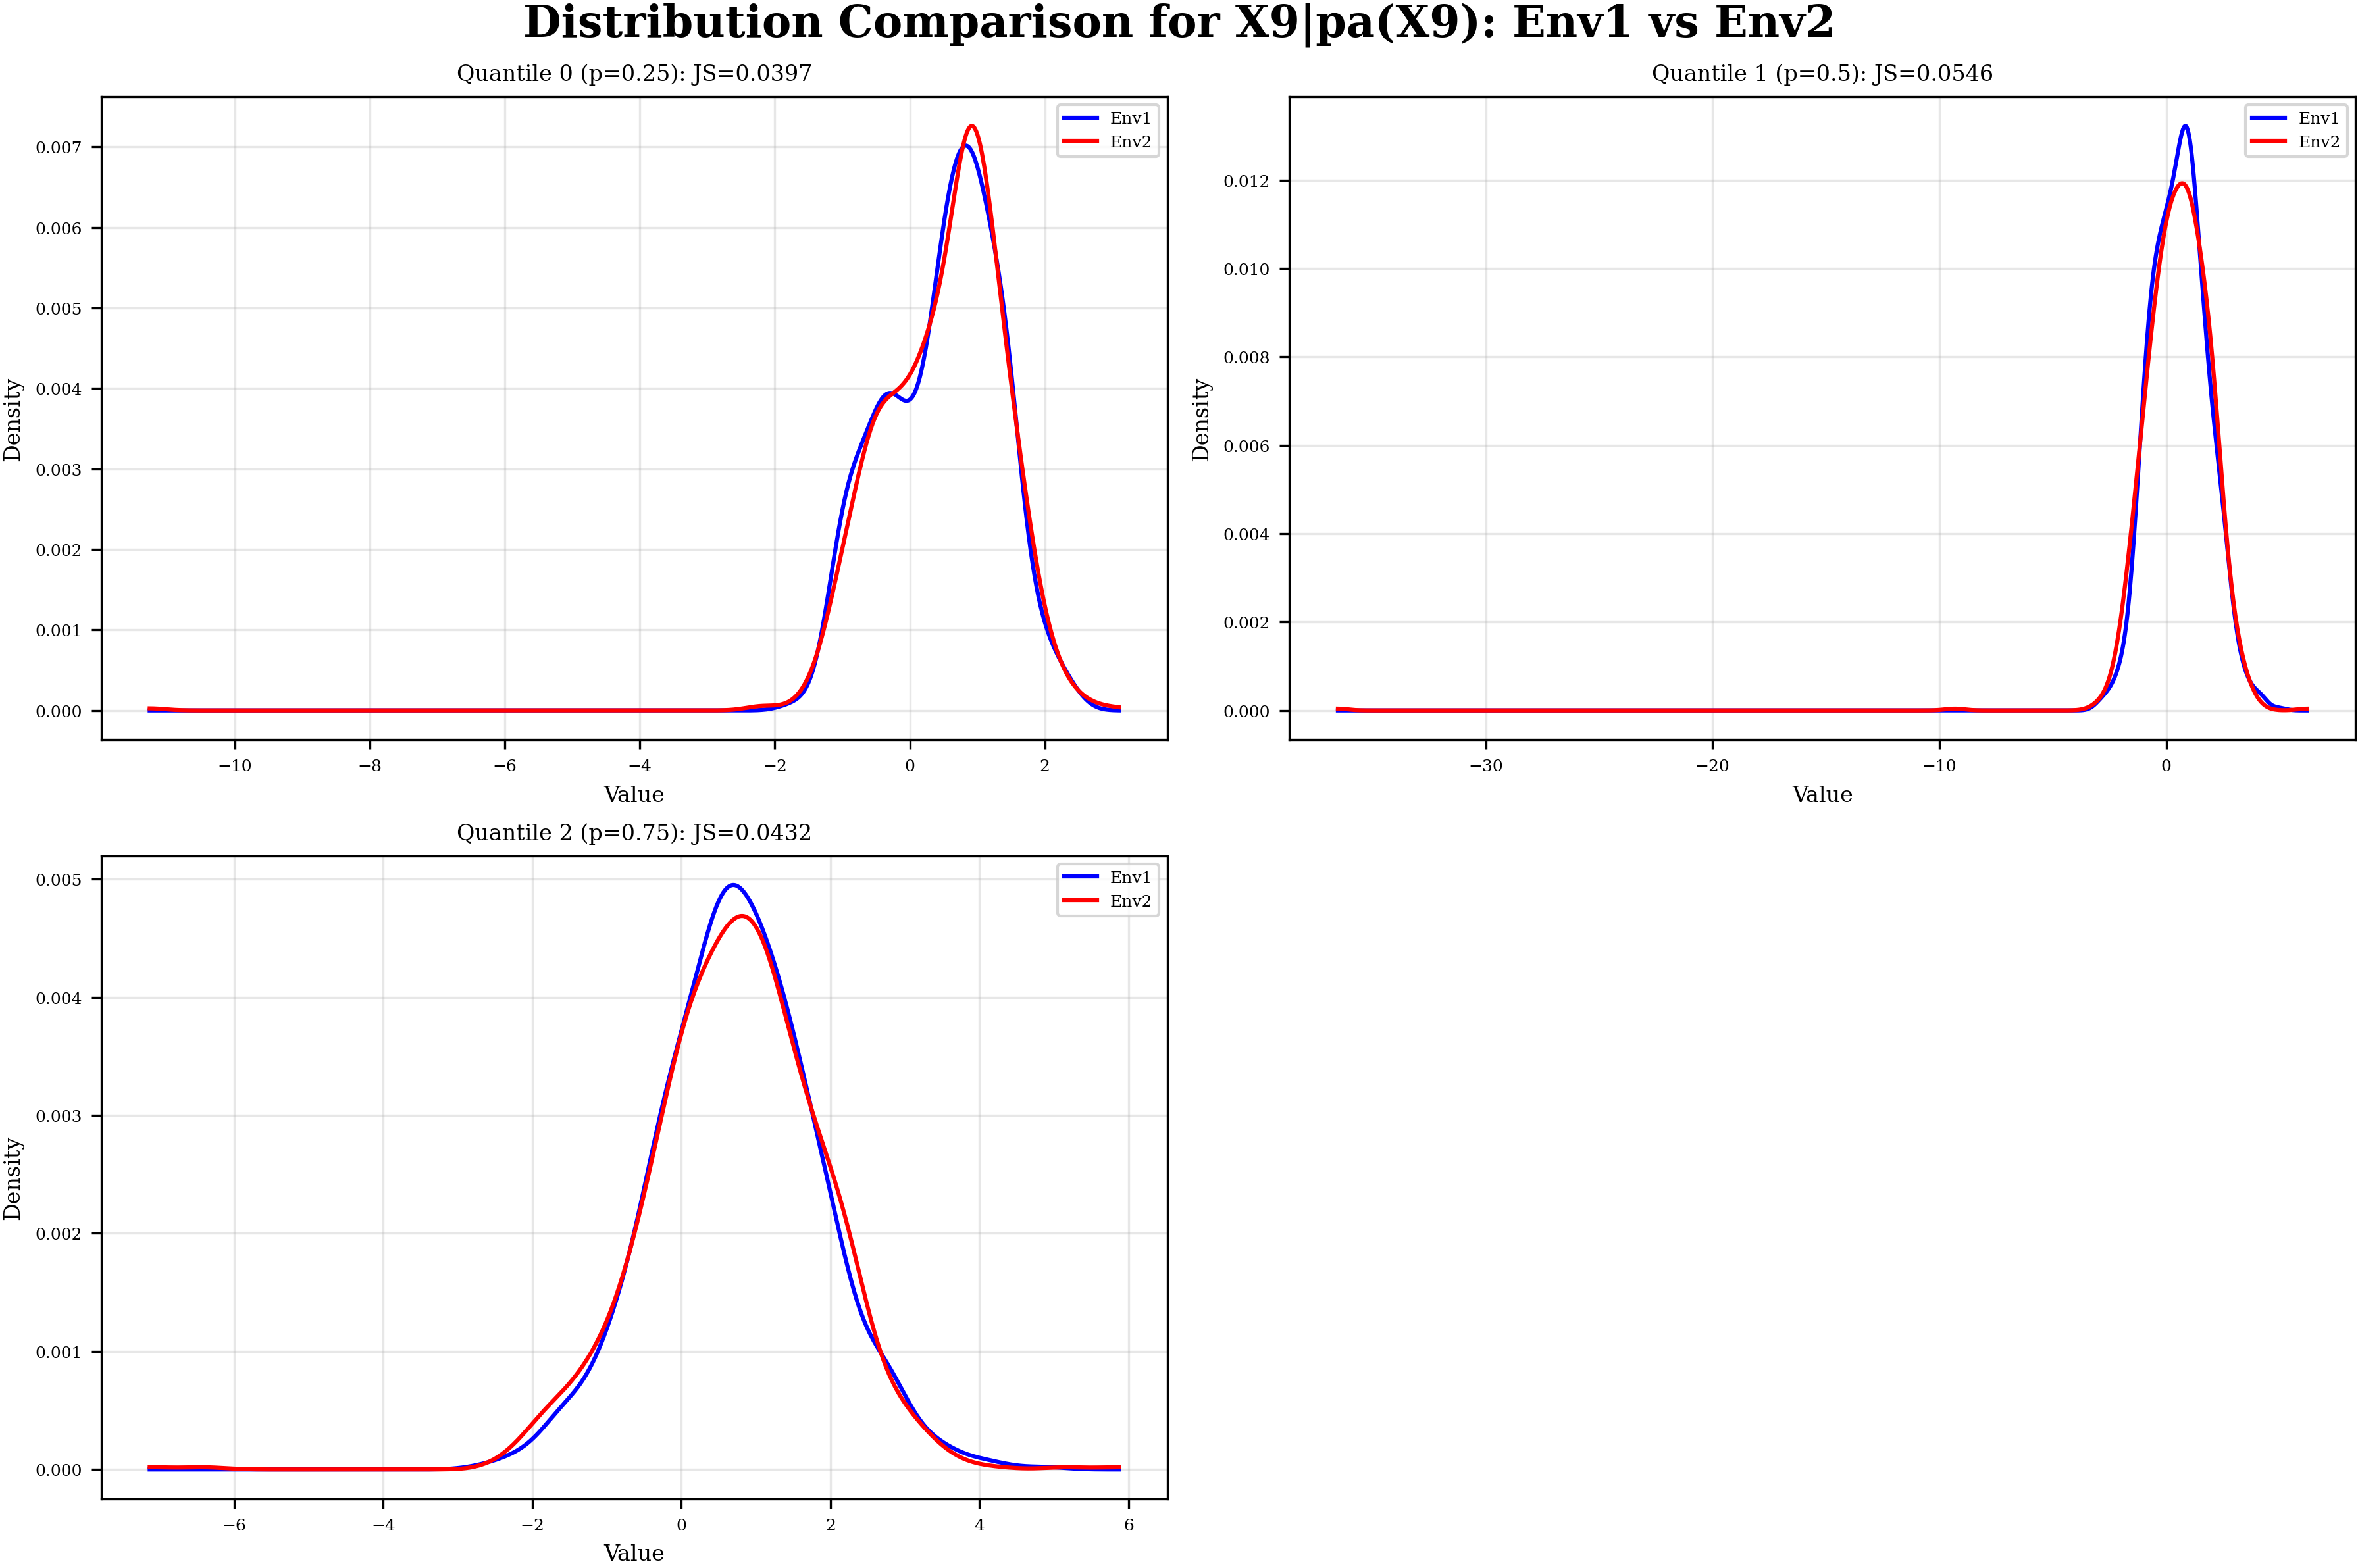 Distribution Comparison for X9|pa(X9): Env1 vs Env2
Quantile 0 (p=0.25): JS=0.0397
Env1
Env2
0.007
0.006
0.005
0.004
0.003
0.002
0.001
0.000
Density
−10 −8 −6 −4 −2 0 2
Value
Quantile 1 (p=0.5): JS=0.0546
Env1
Env2
0.012
0.010
0.008
0.006
0.004
0.002
0.000
Density
−30 −20 −10 0
Value
Quantile 2 (p=0.75): JS=0.0432
Env1
Env2
0.005
0.004
0.003
0.002
0.001
0.000
Density
−6 −4 −2 0 2 4 6
Value